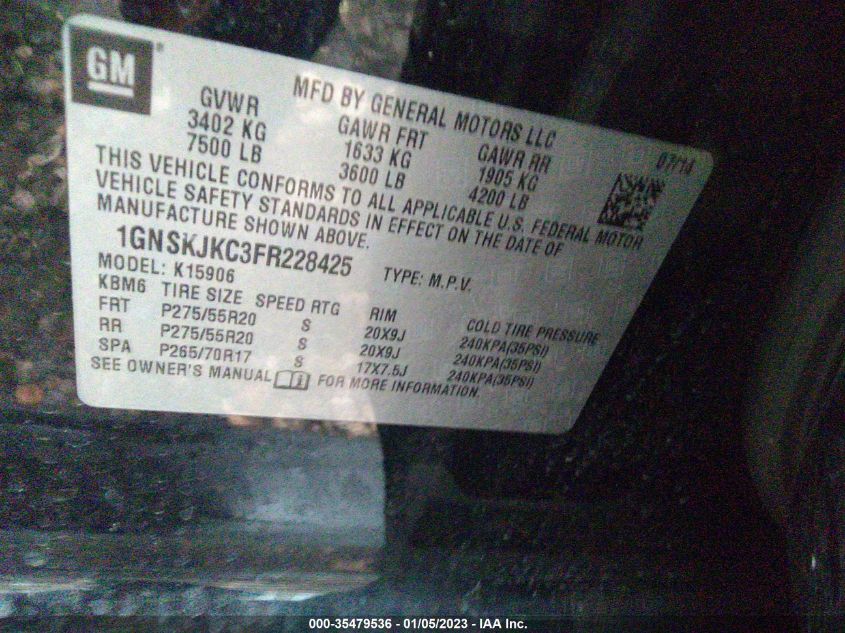 GM
MFD BY GENERAL MOTORS LLC 07/14
GVWR GAWR FRT GAWR RR
3402 KG 1633 KG 1905 KG
7500 LB 3600 LB 4200 LB
THIS VEHICLE CONFORMS TO ALL APPLICABLE U.S. FEDERAL MOTOR
VEHICLE SAFETY STANDARDS IN EFFECT ON THE DATE OF
MANUFACTURE SHOWN ABOVE.
1GNSKJKC3FR228425 TYPE: M.P.V.
MODEL: K15906
KBM6 TIRE SIZE SPEED RTG RIM COLD TIRE PRESSURE
FRT P275/55R20 S 20X9J 240KPA(35PSI)
RR P275/55R20 S 20X9J 240KPA(35PSI)
SPA P265/70R17 S 17X7.5J 240KPA(35PSI)
SEE OWNER'S MANUAL FOR MORE INFORMATION.
000-35479536 - 01/05/2023 - IAA Inc.